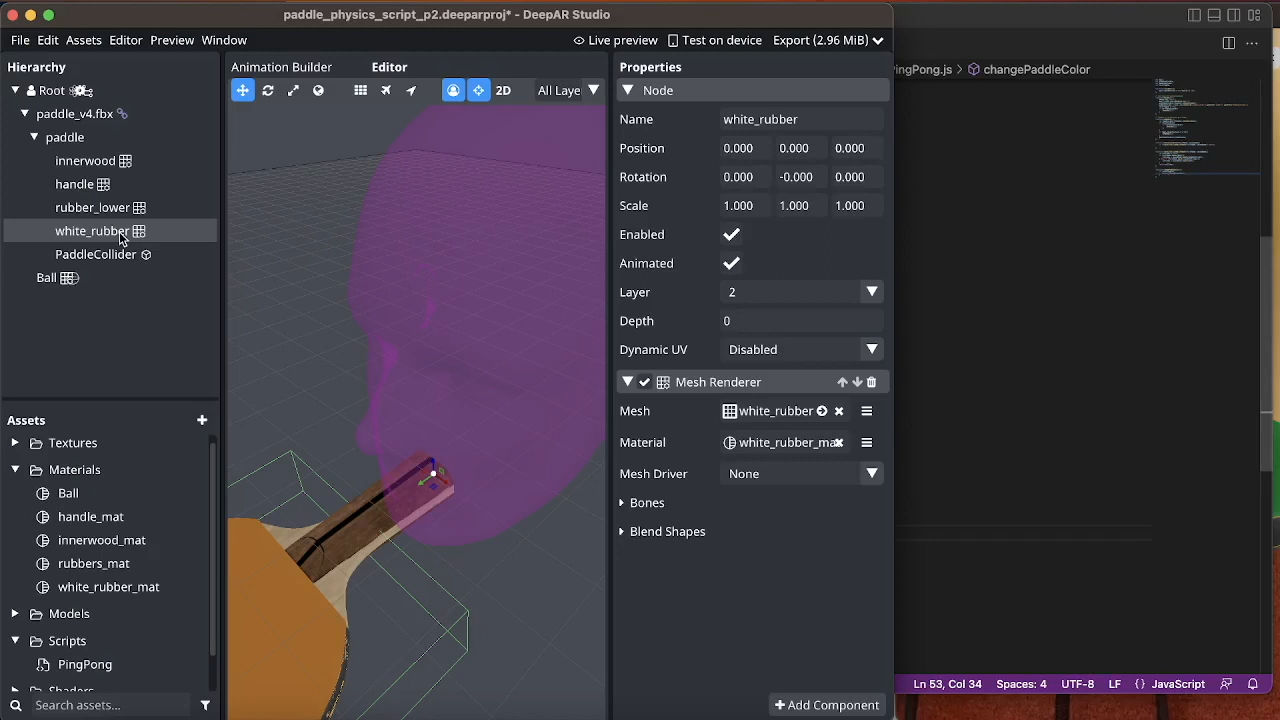 paddle_physics_script_p2.deeparproj* - DeepAR Studio
File Edit Assets Editor Preview Window Live preview Test on device Export (2.96 MiB)
Hierarchy
Root
paddle_v4.fbx
paddle
innerwood
handle
rubber_lower
white_rubber
PaddleCollider
Ball
Assets
Textures
Materials
Ball
handle_mat
innerwood_mat
rubbers_mat
white_rubber_mat
Models
Scripts
PingPong
Search assets...
Animation Builder Editor
2D All Laye
Properties
Node
Name white_rubber
Position 0.000 0.000 0.000
Rotation 0.000 -0.000 0.000
Scale 1.000 1.000 1.000
Enabled
Animated
Layer 2
Depth 0
Dynamic UV Disabled
Mesh Renderer
Mesh white_rubber
Material white_rubber_ma
Mesh Driver None
Bones
Blend Shapes
Add Component
ingPong.js > changePaddleColor
Ln 53, Col 34 Spaces: 4 UTF-8 LF {} JavaScript